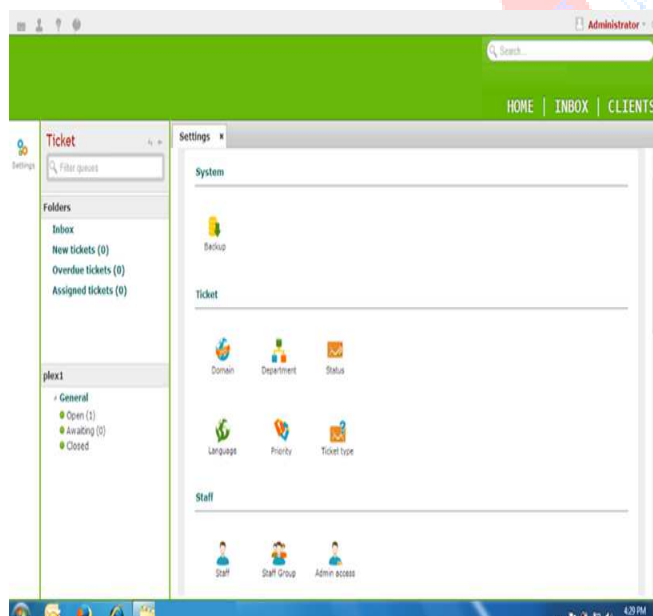 Administrator
Search...
HOME | INBOX | CLIENTS
Settings
Ticket
Filter queues
Folders
Inbox
New tickets (0)
Overdue tickets (0)
Assigned tickets (0)
plex1
General
Open (1)
Awaiting (0)
Closed
Settings x
System
Backup
Ticket
Domain
Department
Status
Language
Priority
Ticket type
Staff
Staff
Staff Group
Admin access
4:29 PM